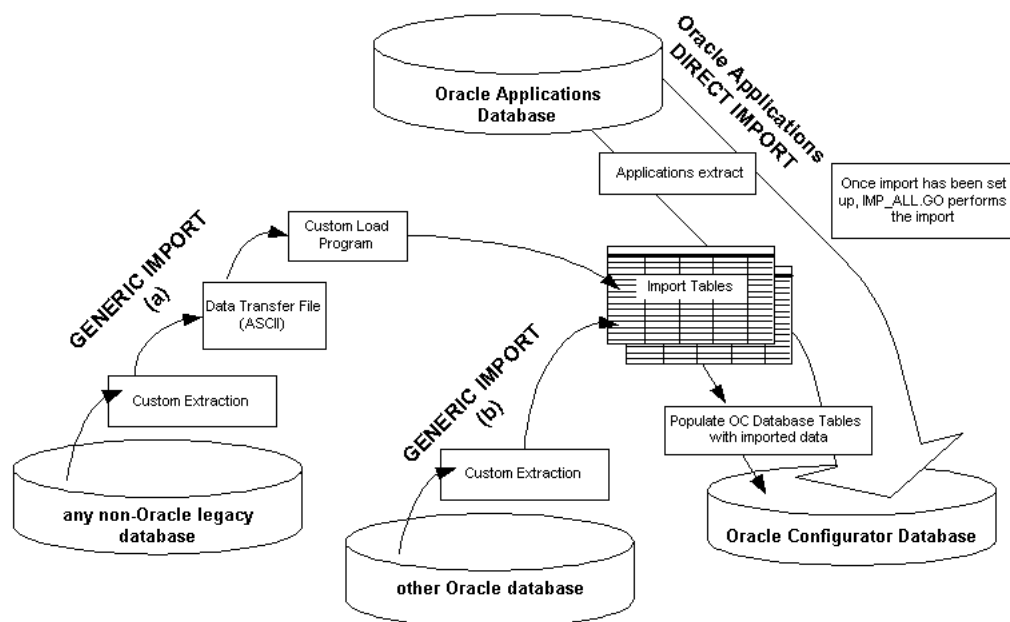 Oracle Applications
Database
Oracle Applications
DIRECT IMPORT
Applications extract
Once import has been set
up, IMP_ALL.GO performs
the import
Custom Load
Program
GENERIC IMPORT
(a)
Data Transfer File
(ASCII)
Import Tables
Custom Extraction
GENERIC IMPORT
(b)
Populate OC Database Tables
with imported data
Custom Extraction
any non-Oracle legacy
database
other Oracle database
Oracle Configurator Database